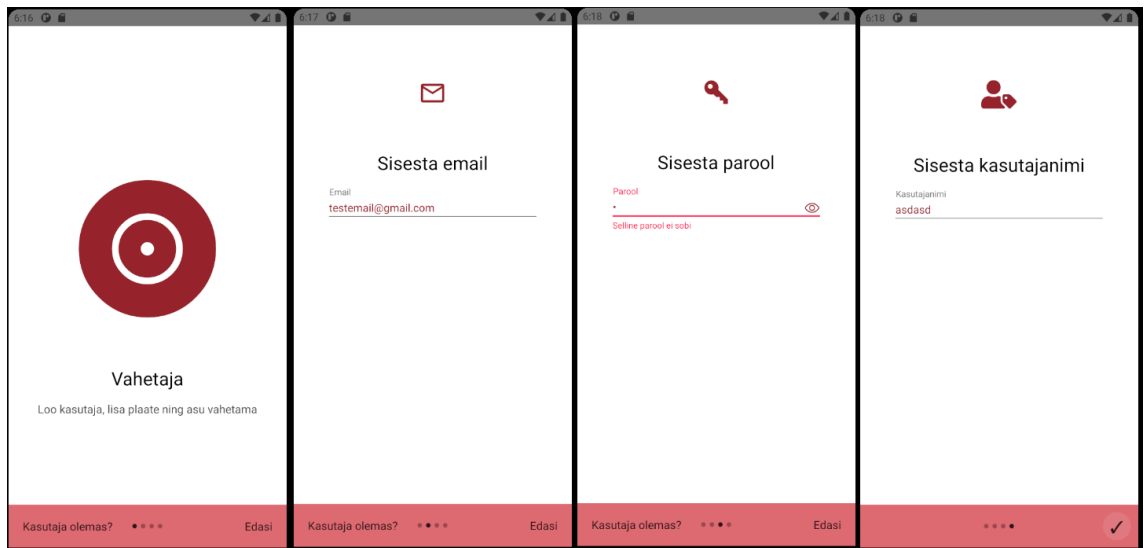 6:16
Vahetaja
Loo kasutaja, lisa plaate ning asu vahetama
Kasutaja olemas?
Edasi
6:17
Sisesta email
Email
testemail@gmail.com
Kasutaja olemas?
Edasi
6:18
Sisesta parool
Parool
Selline parool ei sobi
Kasutaja olemas?
Edasi
6:18
Sisesta kasutajanimi
Kasutajanimi
asdasd